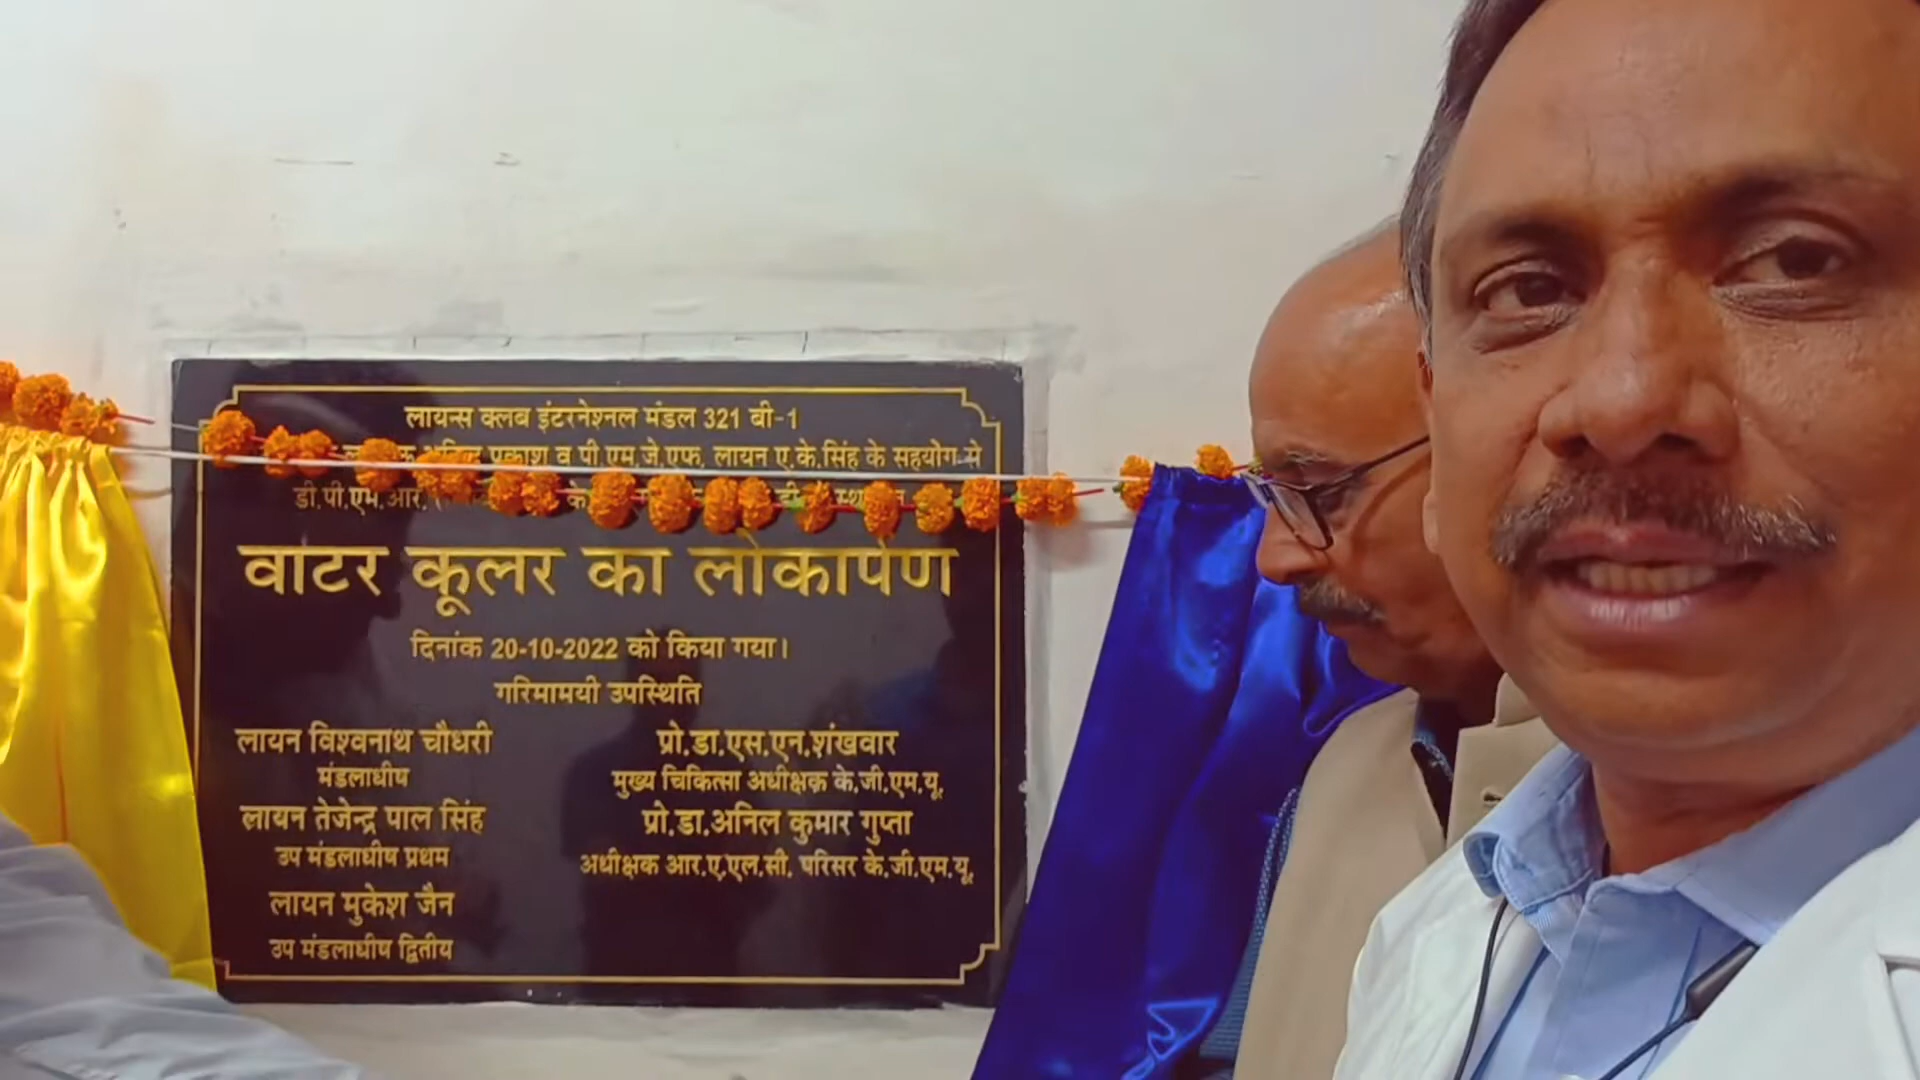 लायन्स क्लब इंटरनेश्नल मंडल 321 बी-1
प्रकाश व पी.एम.जे.एफ. लायन ए.के.सिंह के सहयोग से
डी.पी.एम.आर.
वाटर कूलर का लोकार्पण
दिनांक 20-10-2022 को किया गया।
गरिमामयी उपस्थिति
लायन विश्वनाथ चौधरी
मंडलाधीष
लायन तेजेन्द्र पाल सिंह
उप मंडलाधीष प्रथम
लायन मुकेश जैन
उप मंडलाधीष द्वितीय
प्रो.डा.एस.एन.शंखवार
मुख्य चिकित्सा अधीक्षक के.जी.एम.यू.
प्रो.डा.अनिल कुमार गुप्ता
अधीक्षक आर.ए.एल.सी. परिसर के.जी.एम.यू.